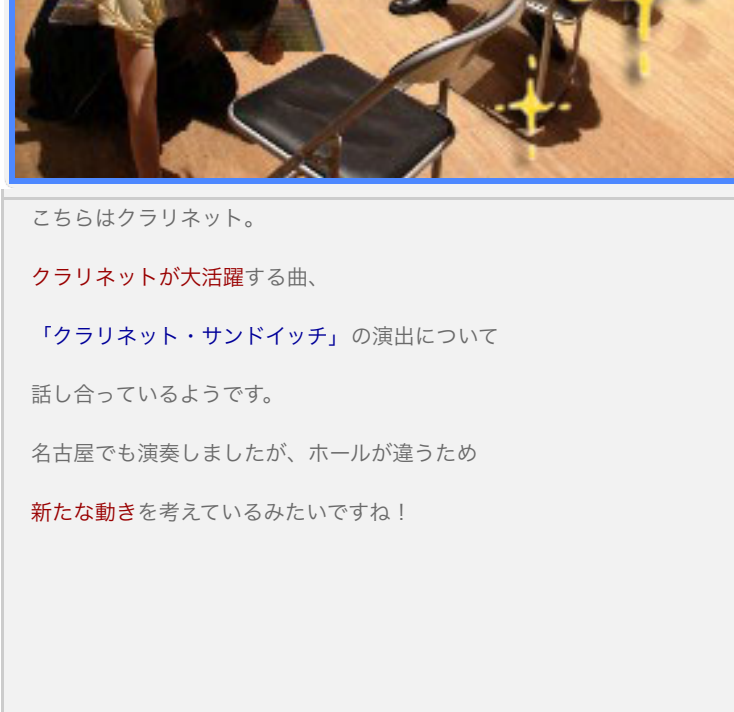 こちらはクラリネット。
クラリネットが大活躍する曲、
「クラリネット・サンドイッチ」の演出について
話し合っているようです。
名古屋でも演奏しましたが、ホールが違うため
新たな動きを考えているみたいですね！